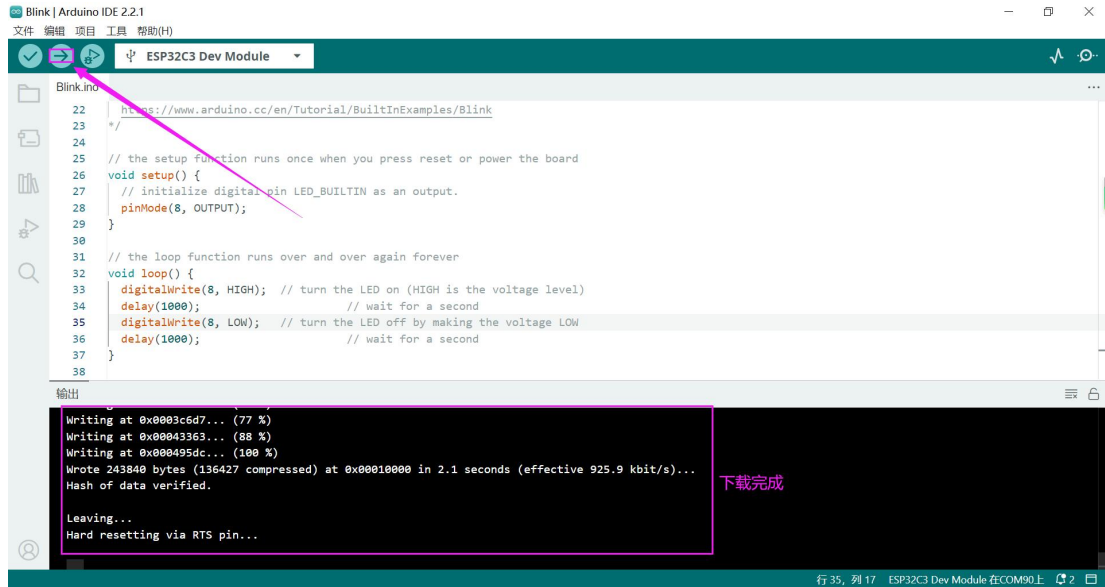 Blink | Arduino IDE 2.2.1
文件 编辑 项目 工具 帮助(H)
ESP32C3 Dev Module
Blink.ino
22 https://www.arduino.cc/en/Tutorial/BuiltInExamples/Blink
23 */
24
25 // the setup function runs once when you press reset or power the board
26 void setup() {
27 // initialize digital pin LED_BUILTIN as an output.
28 pinMode(8, OUTPUT);
29 }
30
31 // the loop function runs over and over again forever
32 void loop() {
33 digitalWrite(8, HIGH); // turn the LED on (HIGH is the voltage level)
34 delay(1000); // wait for a second
35 digitalWrite(8, LOW); // turn the LED off by making the voltage LOW
36 delay(1000); // wait for a second
37 }
38
输出
Writing at 0x0003c6d7... (77 %)
Writing at 0x00043363... (88 %)
Writing at 0x000495dc... (100 %)
Wrote 243840 bytes (136427 compressed) at 0x00010000 in 2.1 seconds (effective 925.9 kbit/s)...
Hash of data verified.
下载完成
Leaving...
Hard resetting via RTS pin...
行 35, 列 17 ESP32C3 Dev Module 在COM90上 2